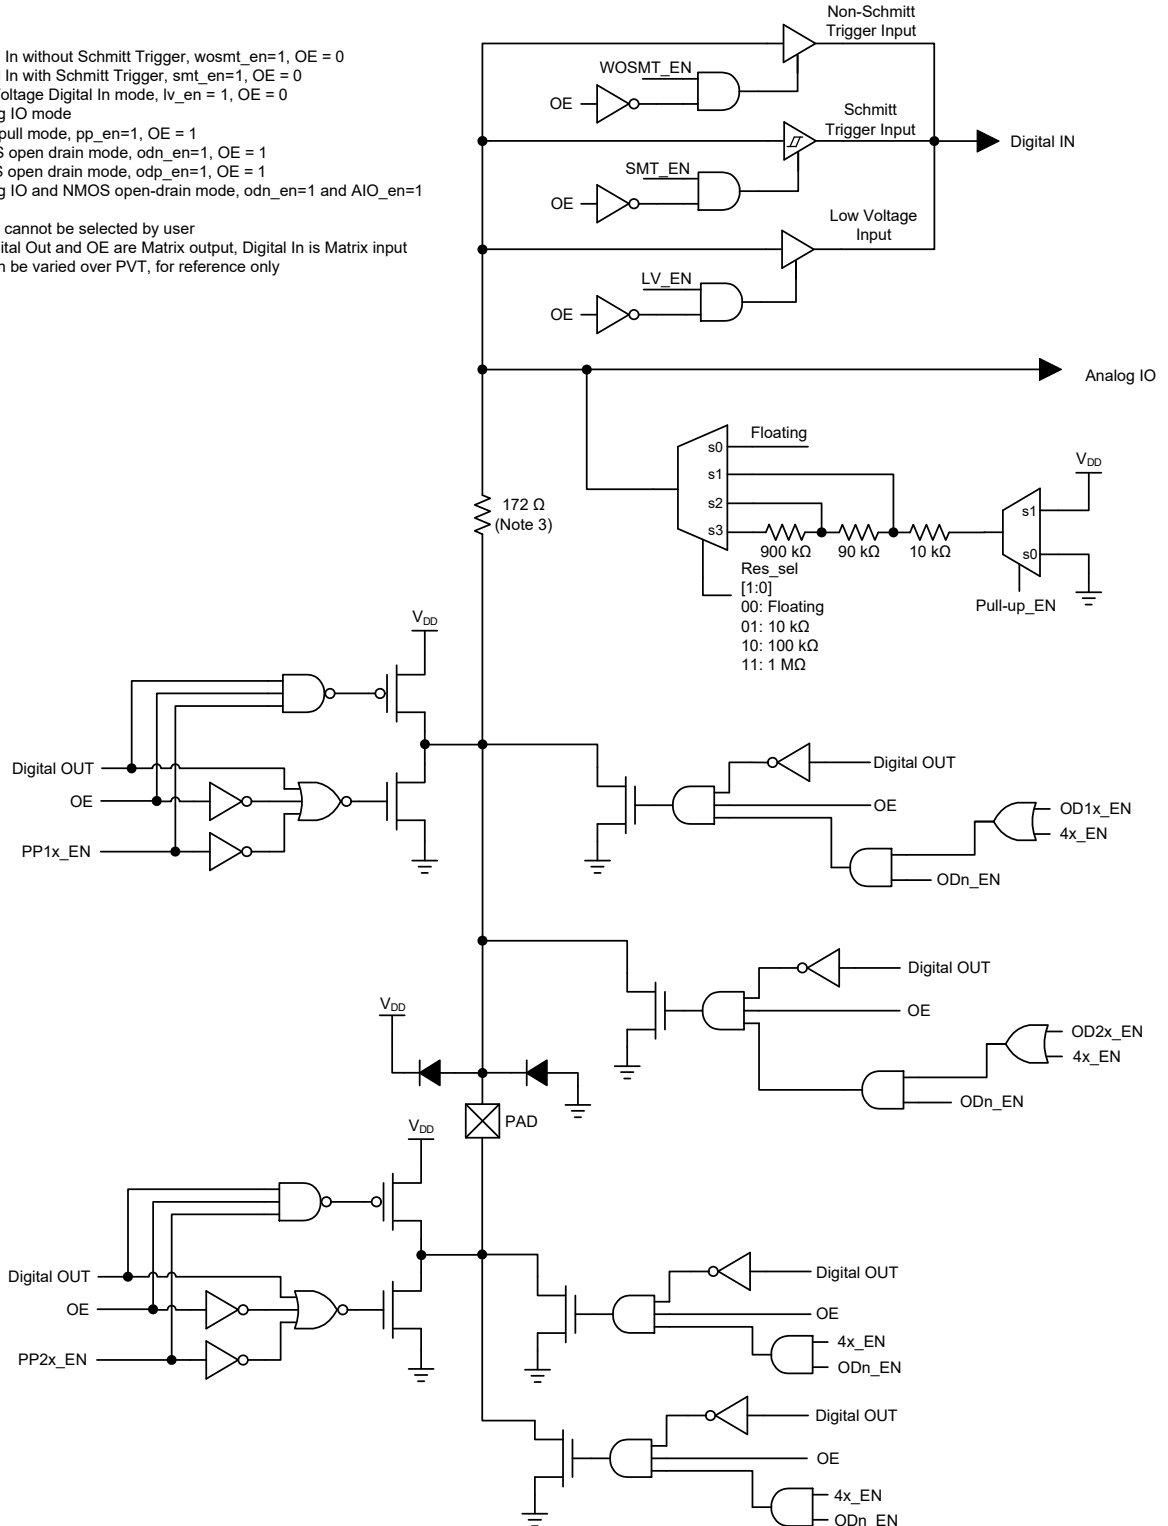 Non-Schmitt
Trigger Input
In without Schmitt Trigger, wosmt_en=1, OE = 0
In with Schmitt Trigger, smt_en=1, OE = 0
Voltage Digital In mode, lv_en = 1, OE = 0
IO mode
pull mode, pp_en=1, OE = 1
open drain mode, odn_en=1, OE = 1
open drain mode, odp_en=1, OE = 1
IO and NMOS open-drain mode, odn_en=1 and AIO_en=1
cannot be selected by user
Out and OE are Matrix output, Digital In is Matrix input
be varied over PVT, for reference only
WOSMT_EN
OE
Schmitt
Trigger Input
Digital IN
SMT_EN
OE
Low Voltage
Input
LV_EN
OE
Analog IO
Floating
s0
s1
s2
s3
172 Ω
(Note 3)
900 kΩ
90 kΩ
10 kΩ
VDD
s1
s0
Pull-up_EN
Res_sel
[1:0]
00: Floating
01: 10 kΩ
10: 100 kΩ
11: 1 MΩ
VDD
Digital OUT
OE
PP1x_EN
Digital OUT
OE
OD1x_EN
4x_EN
ODn_EN
Digital OUT
OE
OD2x_EN
4x_EN
ODn_EN
VDD
PAD
VDD
Digital OUT
OE
PP2x_EN
Digital OUT
OE
4x_EN
ODn_EN
Digital OUT
OE
4x_EN
ODn_EN